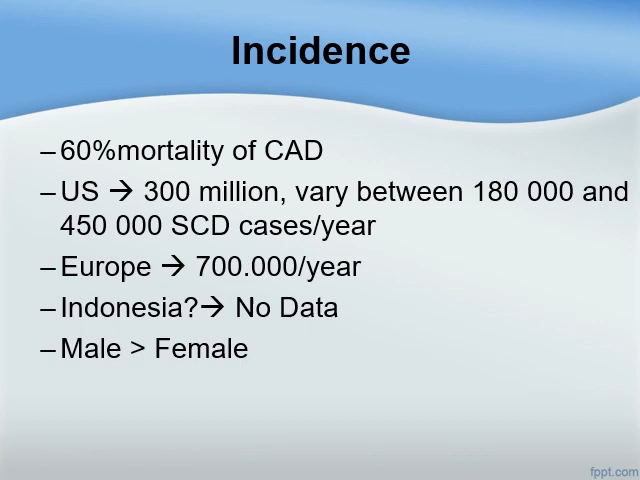 Incidence
–60%mortality of CAD
–US → 300 million, vary between 180 000 and
450 000 SCD cases/year
–Europe → 700.000/year
–Indonesia?→ No Data
–Male > Female
fppt.com